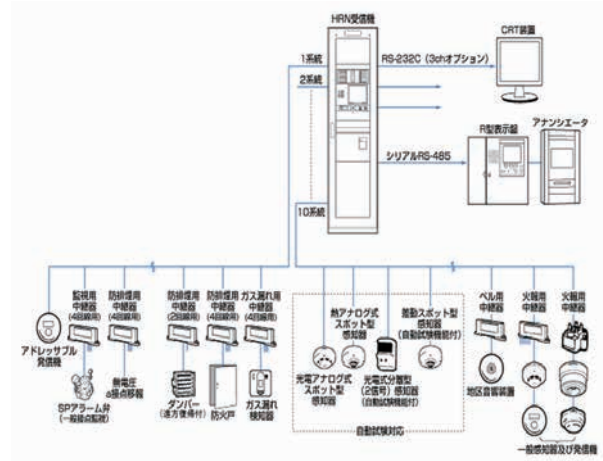 HRN受信機
CRT装置
1系統
RS-232C（3chオプション）
2系統
アナンシエータ
R型表示盤
シリアルRS-485
10系統
監視用
中継器
(4回線用)
防排煙用
中継器
(4回線用)
防排煙用
中継器
(2回線用)
防排煙用
中継器
(4回線用)
ガス漏れ用
中継器
(4回線用)
熱アナログ式
スポット型
感知器
差動スポット型
感知器
(自動試験機能付)
ベル用
中継器
火報用
中継器
火報用
中継器
アドレッサブル
発信機
無電圧
a接点移報
SPアラーム弁
(一般接点監視)
ダンパー
(遠方復帰付)
防火戸
ガス漏れ
検知器
光電アナログ式
スポット型
感知器
光電式分離型
(2信号) 感知器
(自動試験機能付)
地区音響装置
自動試験対応
一般感知器及び発信機